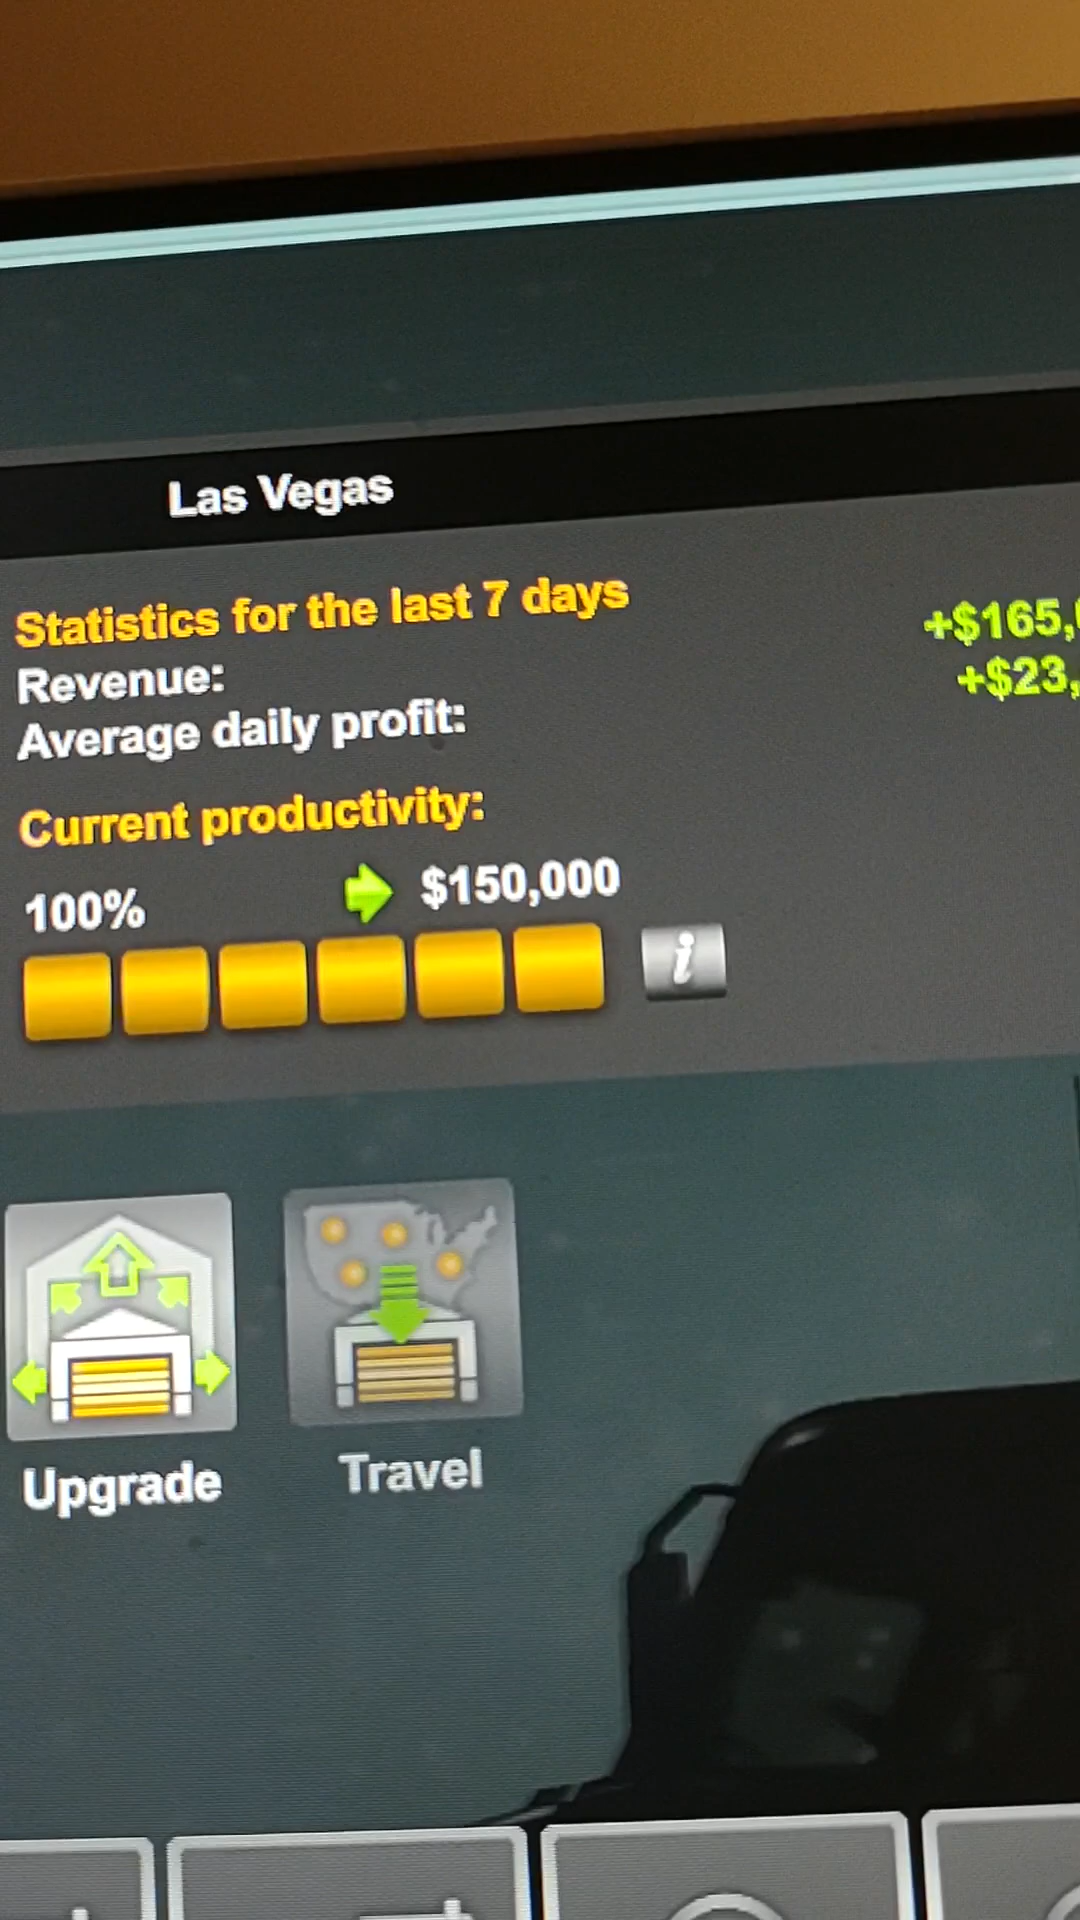 Las Vegas
Statistics for the last 7 days
Revenue: +$165,
Average daily profit: +$23,
Current productivity:
100% $150,000
i
Upgrade Travel